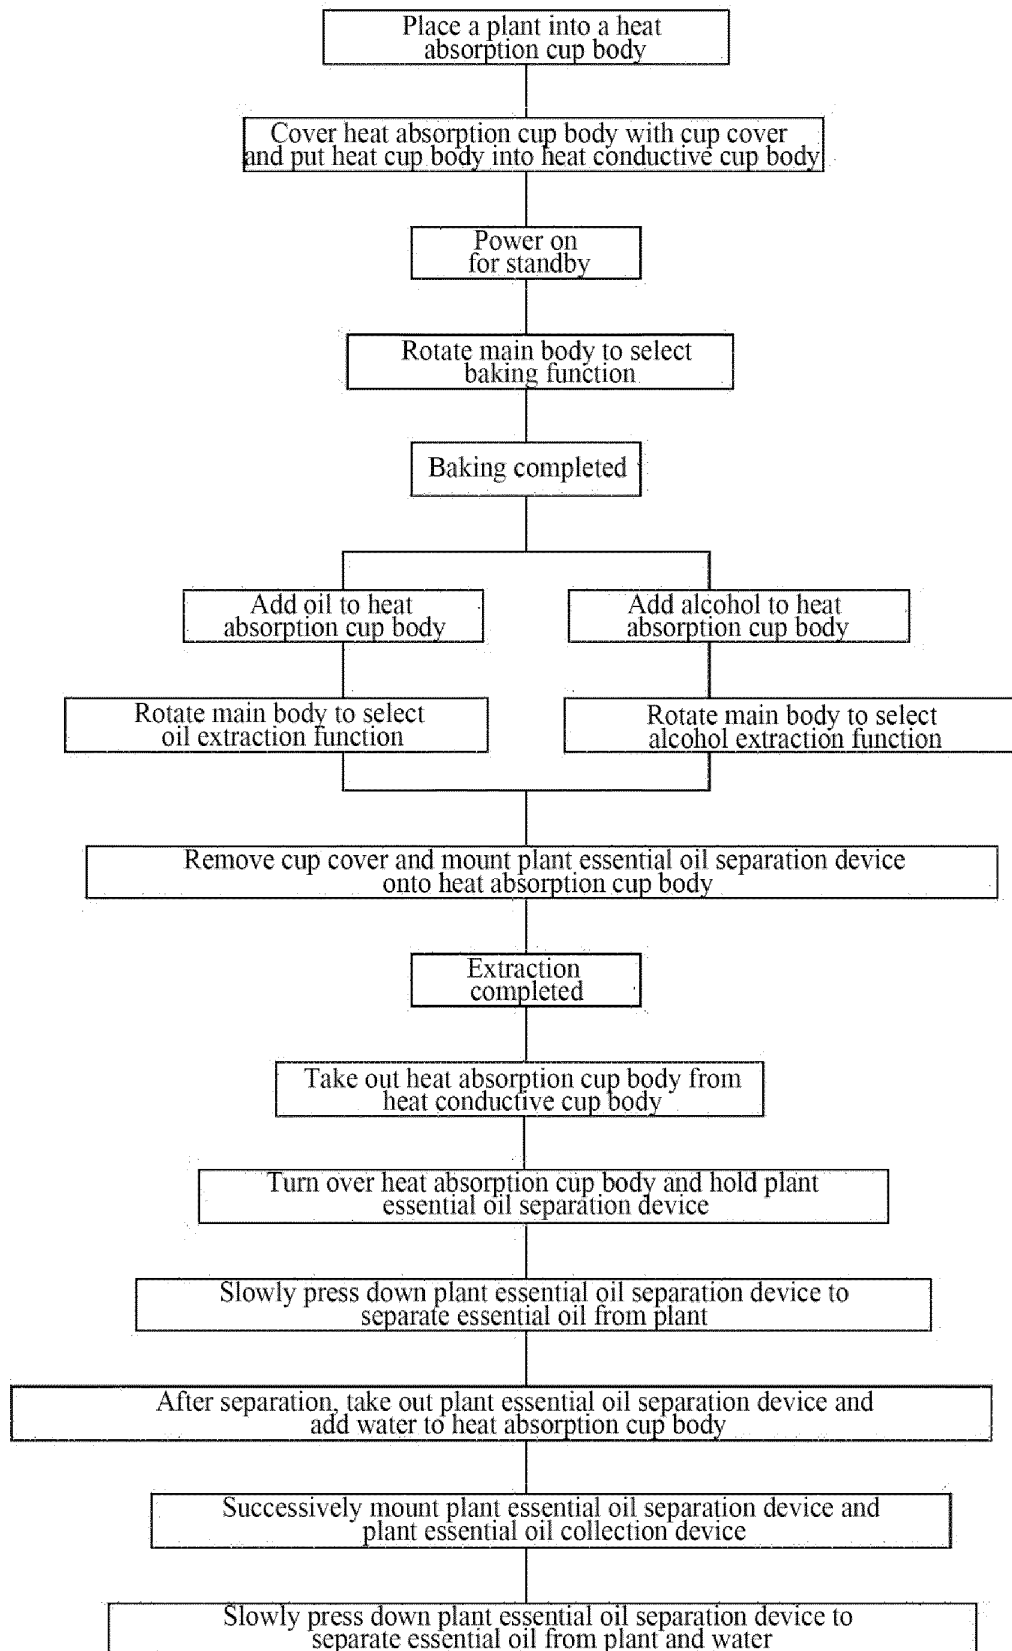 Place a plant into a heat
absorption cup body
Cover heat absorption cup body with cup cover
and put heat cup body into heat conductive cup body
Power on
for standby
Rotate main body to select
baking function
Baking completed
Add oil to heat
absorption cup body
Add alcohol to heat
absorption cup body
Rotate main body to select
oil extraction function
Rotate main body to select
alcohol extraction function
Remove cup cover and mount plant essential oil separation device
onto heat absorption cup body
Extraction
completed
Take out heat absorption cup body from
heat conductive cup body
Turn over heat absorption cup body and hold plant
essential oil separation device
Slowly press down plant essential oil separation device to
separate essential oil from plant
After separation, take out plant essential oil separation device and
add water to heat absorption cup body
Successively mount plant essential oil separation device and
plant essential oil collection device
Slowly press down plant essential oil separation device to
separate essential oil from plant and water